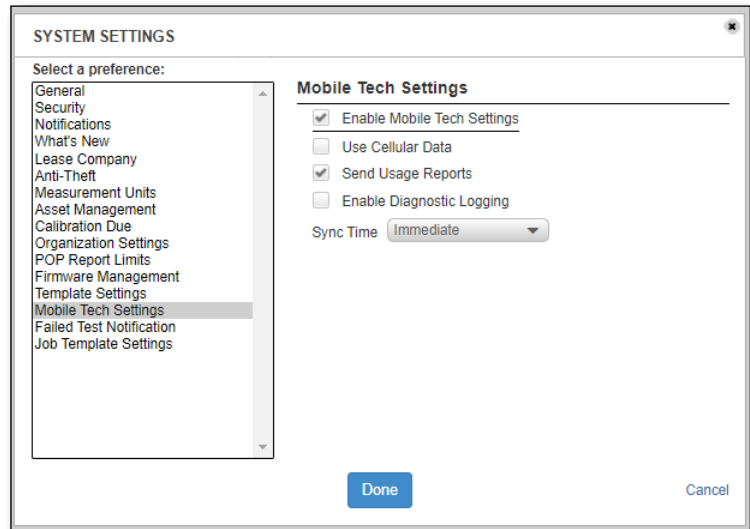 SYSTEM SETTINGS
Select a preference:
General
Security
Notifications
What's New
Lease Company
Anti-Theft
Measurement Units
Asset Management
Calibration Due
Organization Settings
POP Report Limits
Firmware Management
Template Settings
Mobile Tech Settings
Failed Test Notification
Job Template Settings
Mobile Tech Settings
Enable Mobile Tech Settings
Use Cellular Data
Send Usage Reports
Enable Diagnostic Logging
Sync Time Immediate
Done
Cancel